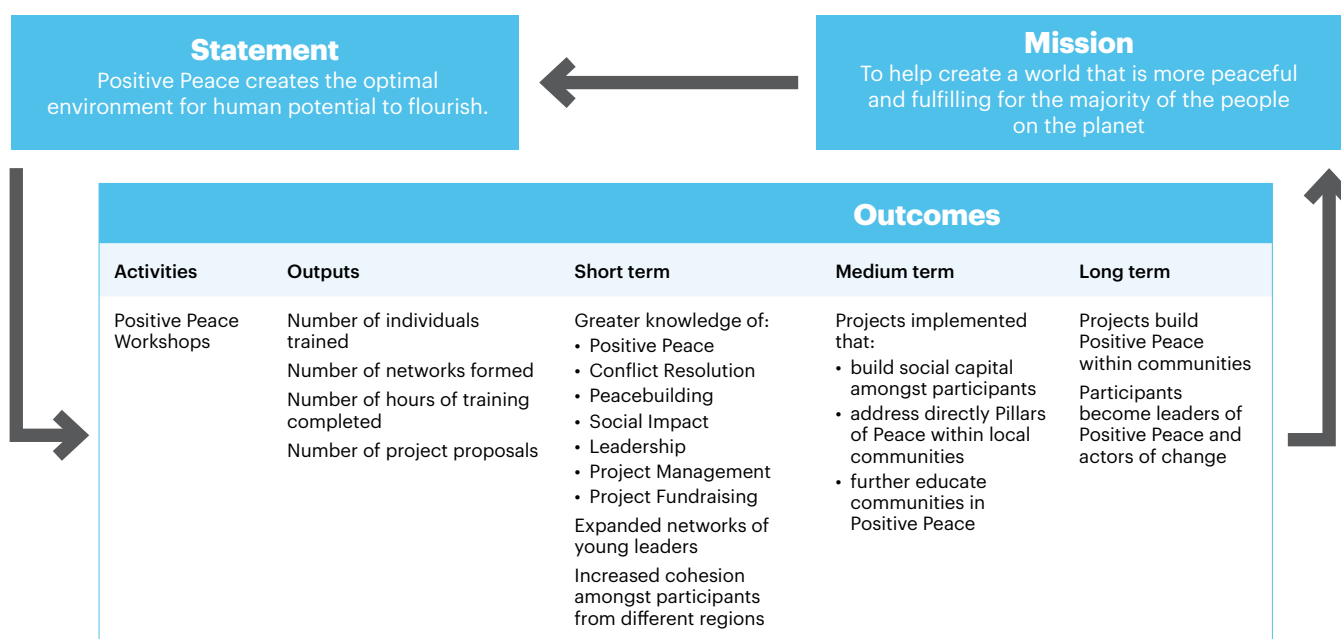 Statement
Positive Peace creates the optimal
environment for human potential to flourish.
Mission
To help create a world that is more peaceful
and fulfilling for the majority of the people
on the planet
Outcomes
Activities
Outputs
Short term
Medium term
Long term
Positive Peace
Workshops
Number of individuals
trained
Number of networks formed
Number of hours of training
completed
Number of project proposals
Greater knowledge of:
• Positive Peace
• Conflict Resolution
• Peacebuilding
• Social Impact
• Leadership
• Project Management
• Project Fundraising
Expanded networks of
young leaders
Increased cohesion
amongst participants
from different regions
Projects implemented
that:
• build social capital
amongst participants
• address directly Pillars
of Peace within local
communities
• further educate
communities in
Positive Peace
Projects build
Positive Peace
within communities
Participants
become leaders of
Positive Peace and
actors of change